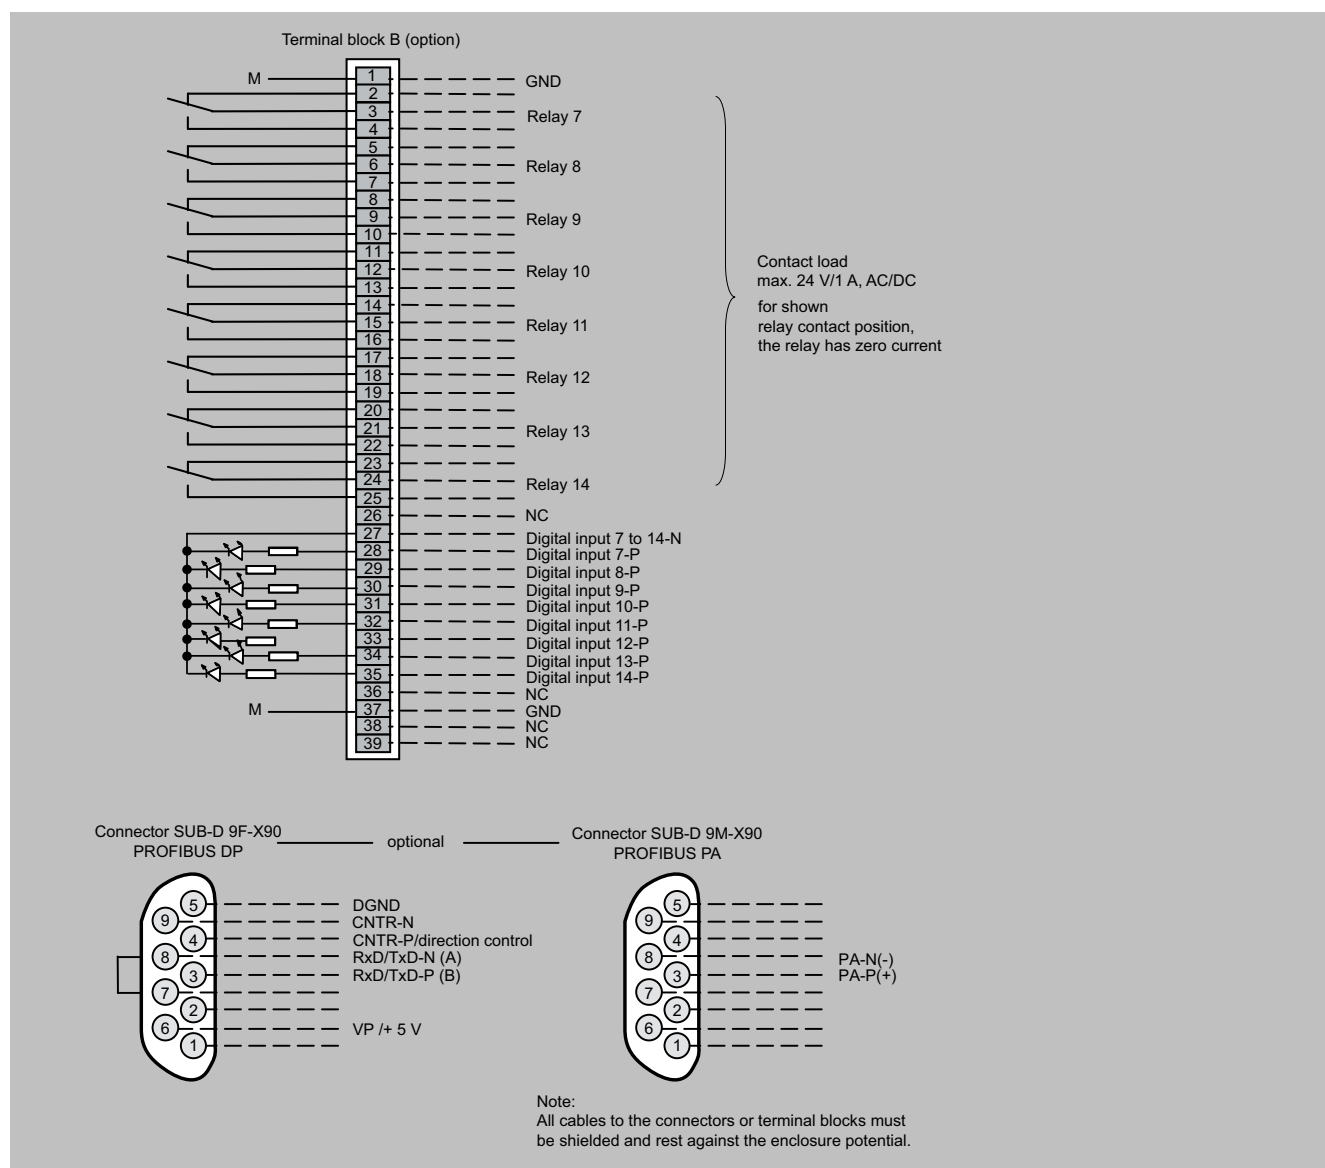 Terminal block B (option)
M 1 GND
2
3 Relay 7
4
5
6 Relay 8
7
8
9 Relay 9
10
11
12 Relay 10
13
14
15 Relay 11
16
17
18 Relay 12
19
20
21 Relay 13
22
23
24 Relay 14
25
26 NC
27 Digital input 7 to 14-N
28 Digital input 7-P
29 Digital input 8-P
30 Digital input 9-P
31 Digital input 10-P
32 Digital input 11-P
33 Digital input 12-P
34 Digital input 13-P
35 Digital input 14-P
36 NC
M 37 GND
38 NC
39 NC
Contact load
max. 24 V/1 A, AC/DC
for shown
relay contact position,
the relay has zero current
Connector SUB-D 9F-X90
PROFIBUS DP
optional
Connector SUB-D 9M-X90
PROFIBUS PA
5 DGND
9 CNTR-N
4 CNTR-P/direction control
8 RxD/TxD-N (A)
3 RxD/TxD-P (B)
7
2
6 VP /+ 5 V
1
5
9
4
8 PA-N(-)
3 PA-P(+)
7
2
6
1
Note:
All cables to the connectors or terminal blocks must
be shielded and rest against the enclosure potential.